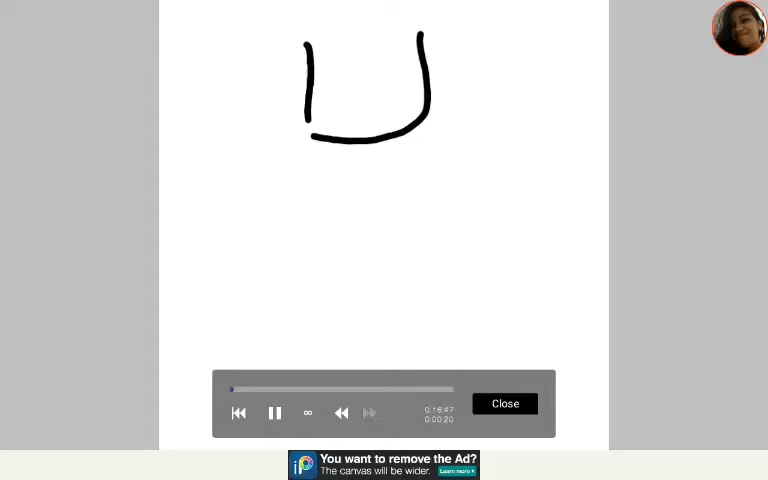 0:16:47
0:00:20
Close
iP
You want to remove the Ad?
The canvas will be wider.
Learn more